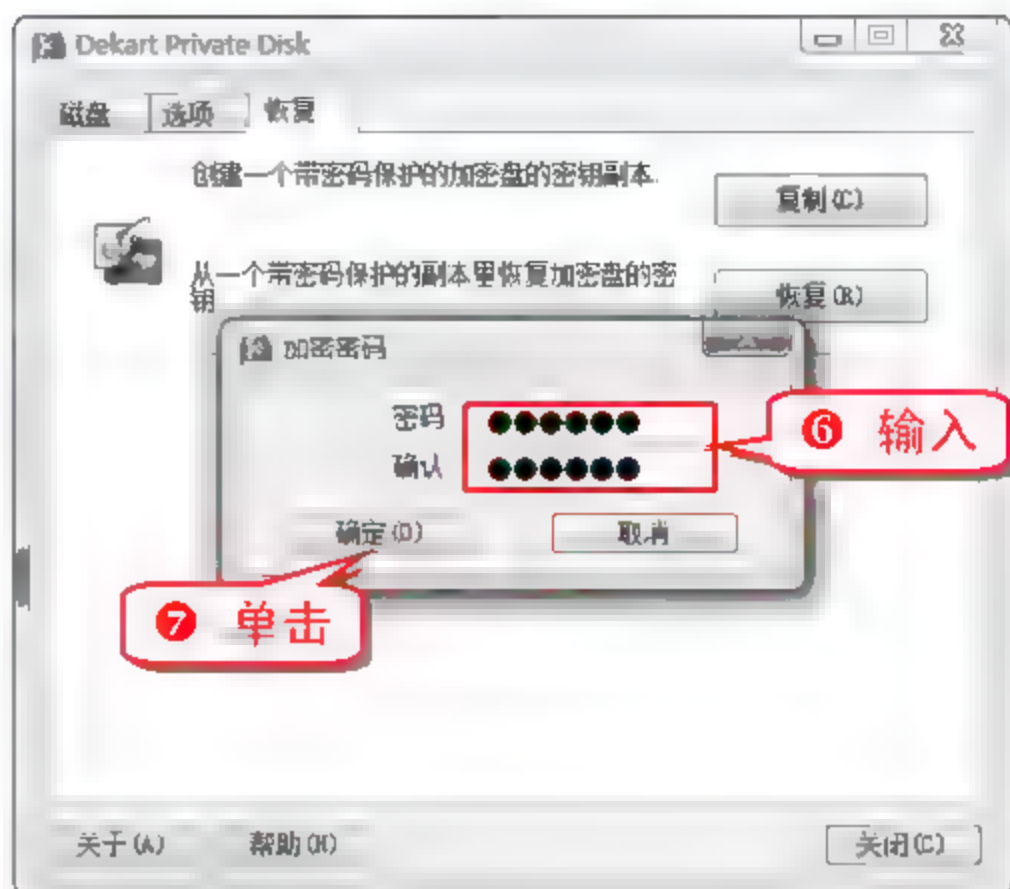 Dekart Private Disk
磁盘 选项 恢复
创建一个带密码保护的加密盘的密钥副本.
复制(C)
从一个带密码保护的副本里恢复加密盘的密
钥
恢复(R)
加密密码
密码
确认
❻ 输入
确定(O) 取消
❼ 单击
关于(A) 帮助(H) 关闭(C)